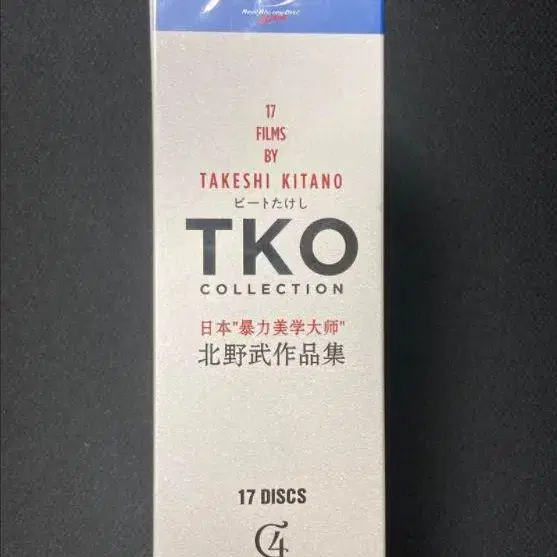 17
FILMS
BY
TAKESHI KITANO
ビートたけし
TKO
COLLECTION
日本"暴力美学大师"
北野武作品集
17 DISCS